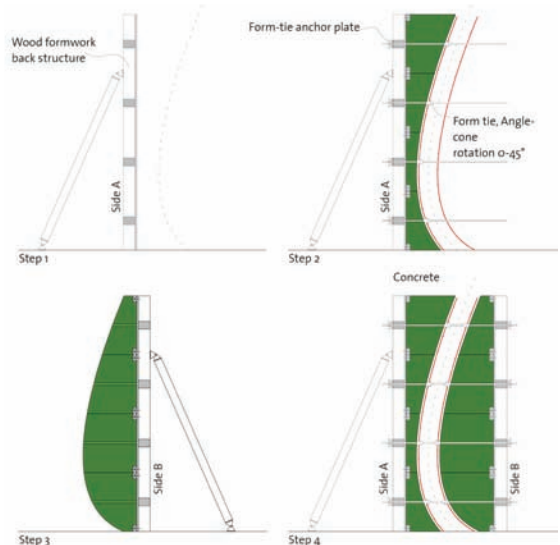 Wood formwork
back structure
Side A
Step 1
Form-tie anchor plate
Form tie, Angle-
cone
rotation 0-45°
Side A
Step 2
Side B
Step 3
Concrete
Side A
Side B
Step 4